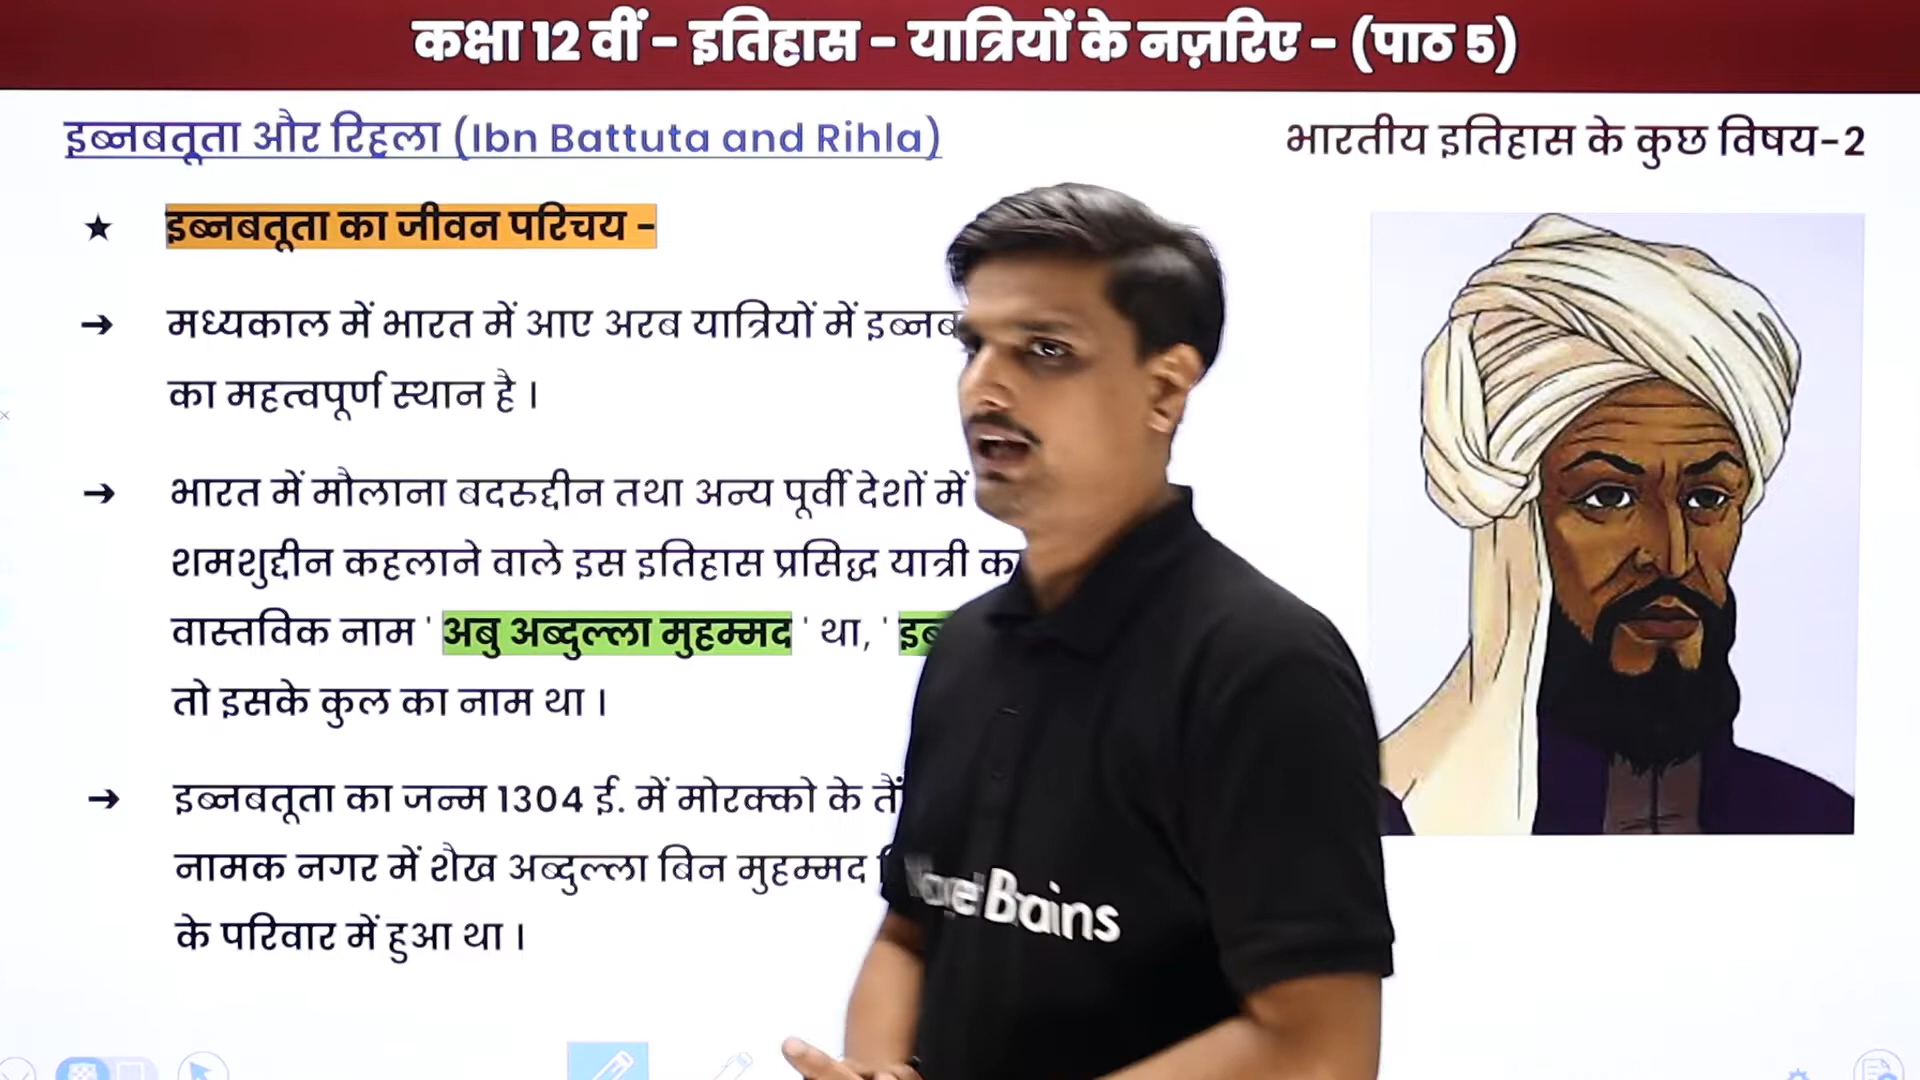 कक्षा 12 वीं - इतिहास - यात्रियों के नज़रिए - (पाठ 5)
इब्नबतूता और रिहला (Ibn Battuta and Rihla)
भारतीय इतिहास के कुछ विषय-2
★ इब्नबतूता का जीवन परिचय -
→ मध्यकाल में भारत में आए अरब यात्रियों में
का महत्वपूर्ण स्थान है ।
→ भारत में मौलाना बदरुद्दीन तथा अन्य पूर्वी देशों में
शमशुद्दीन कहलाने वाले इस इतिहास प्रसिद्ध यात्री
वास्तविक नाम ' अबु अब्दुल्ला मुहम्मद ' था, '
तो इसके कुल का नाम था ।
→ इब्नबतूता का जन्म 1304 ई. में मोरक्को के
नामक नगर में शैख अब्दुल्ला बिन मुहम्मद
के परिवार में हुआ था ।
Brains